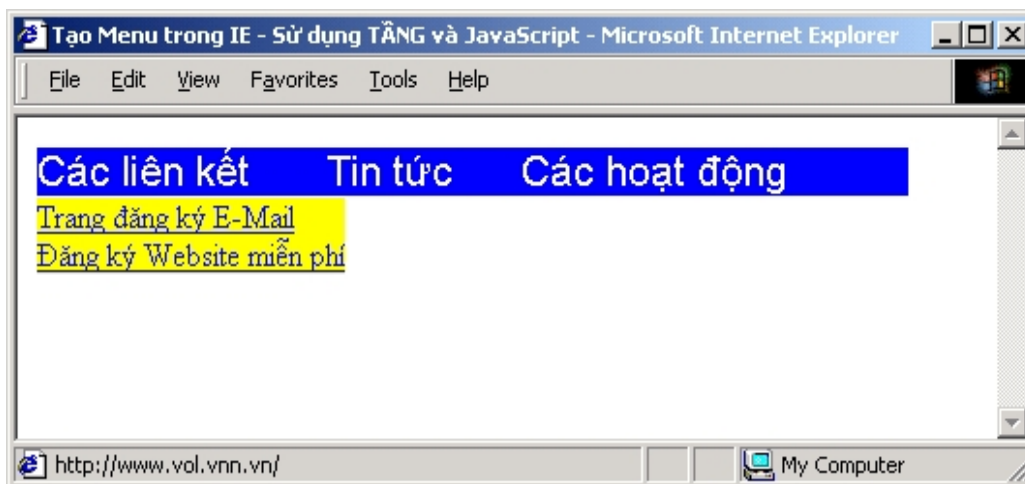 Tạo Menu trong IE - Sử dụng TẦNG và JavaScript - Microsoft Internet Explorer
File Edit View Favorites Tools Help
Các liên kết Tin tức Các hoạt động
Trang đăng ký E-Mail
Đăng ký Website miễn phí
http://www.vol.vnn.vn/ My Computer